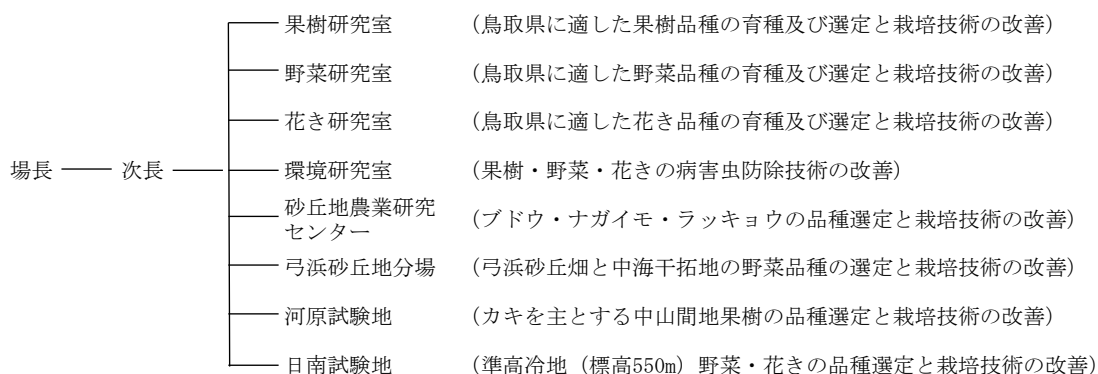 果樹研究室 (鳥取県に適した果樹品種の育種及び選定と栽培技術の改善)
野菜研究室 (鳥取県に適した野菜品種の育種及び選定と栽培技術の改善)
花き研究室 (鳥取県に適した花き品種の育種及び選定と栽培技術の改善)
場長 次長 環境研究室 (果樹・野菜・花きの病害虫防除技術の改善)
砂丘地農業研究
センター (ブドウ・ナガイモ・ラッキョウの品種選定と栽培技術の改善)
弓浜砂丘地分場 (弓浜砂丘畑と中海干拓地の野菜品種の選定と栽培技術の改善)
河原試験地 (カキを主とする中山間地果樹の品種選定と栽培技術の改善)
日南試験地 (準高冷地(標高550m)野菜・花きの品種選定と栽培技術の改善)